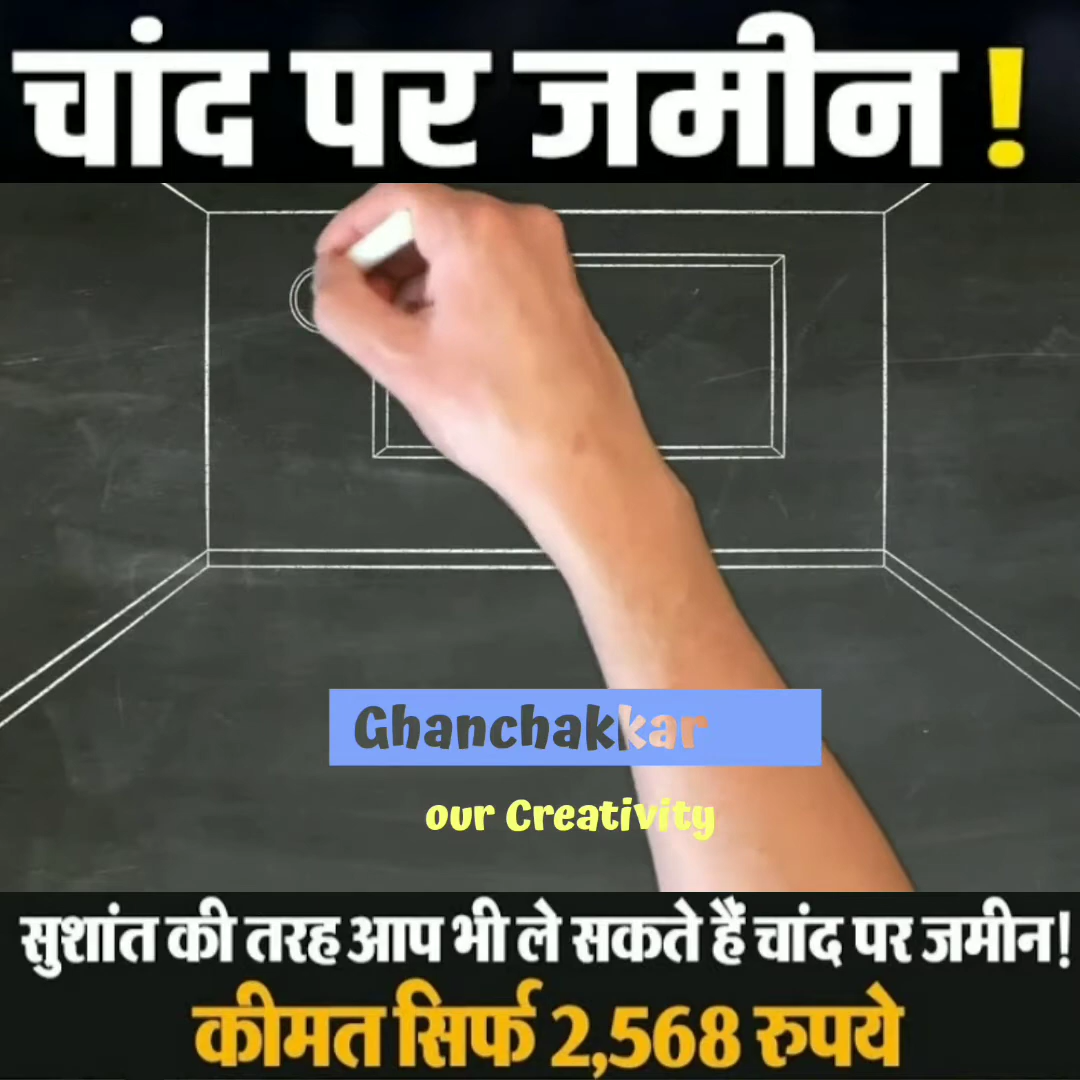 चांद पर जमीन!
Ghanchakkar
our Creativity
सुशांत की तरह आप भी ले सकते हैं चांद पर जमीन!
कीमत सिर्फ 2,568 रुपये